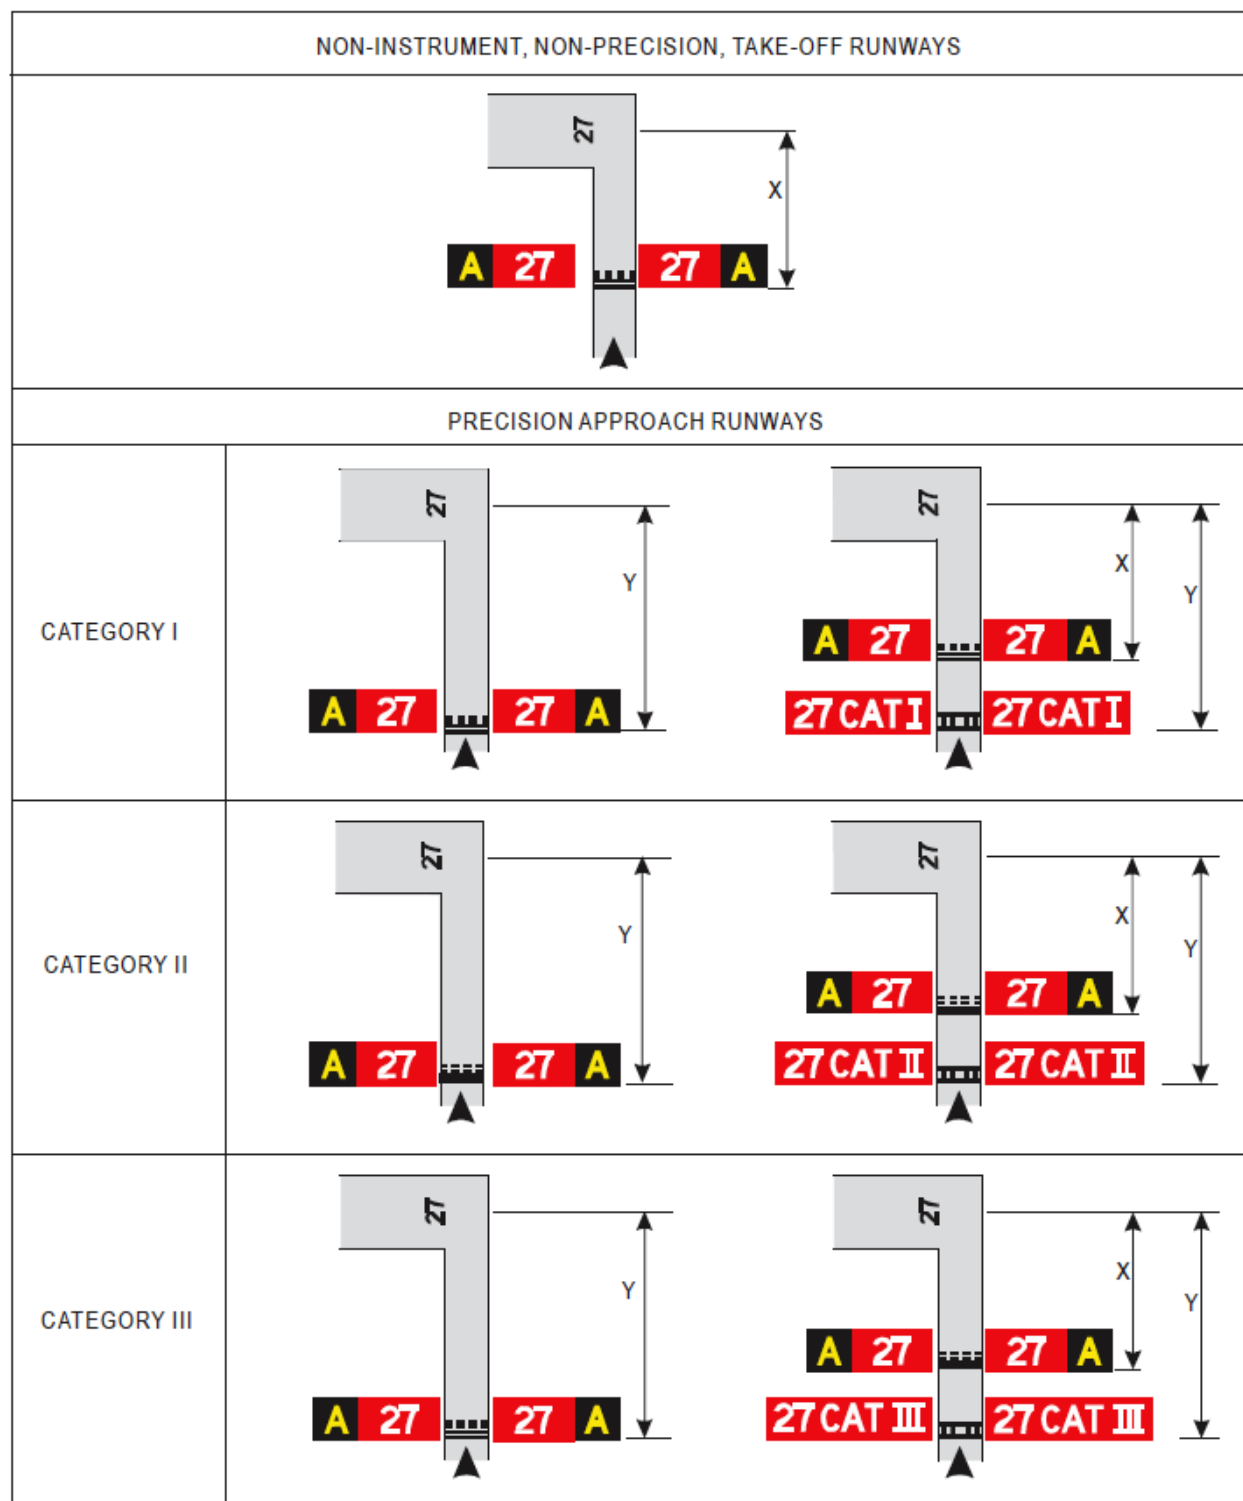 NON-INSTRUMENT, NON-PRECISION, TAKE-OFF RUNWAYS
27
X
A 27 27 A
PRECISION APPROACH RUNWAYS
CATEGORY I
27
Y
A 27 27 A
27
X
Y
A 27 27 A
27 CAT I 27 CAT I
CATEGORY II
27
Y
A 27 27 A
27
X
Y
A 27 27 A
27 CAT II 27 CAT II
CATEGORY III
27
Y
A 27 27 A
27
X
Y
A 27 27 A
27 CAT III 27 CAT III